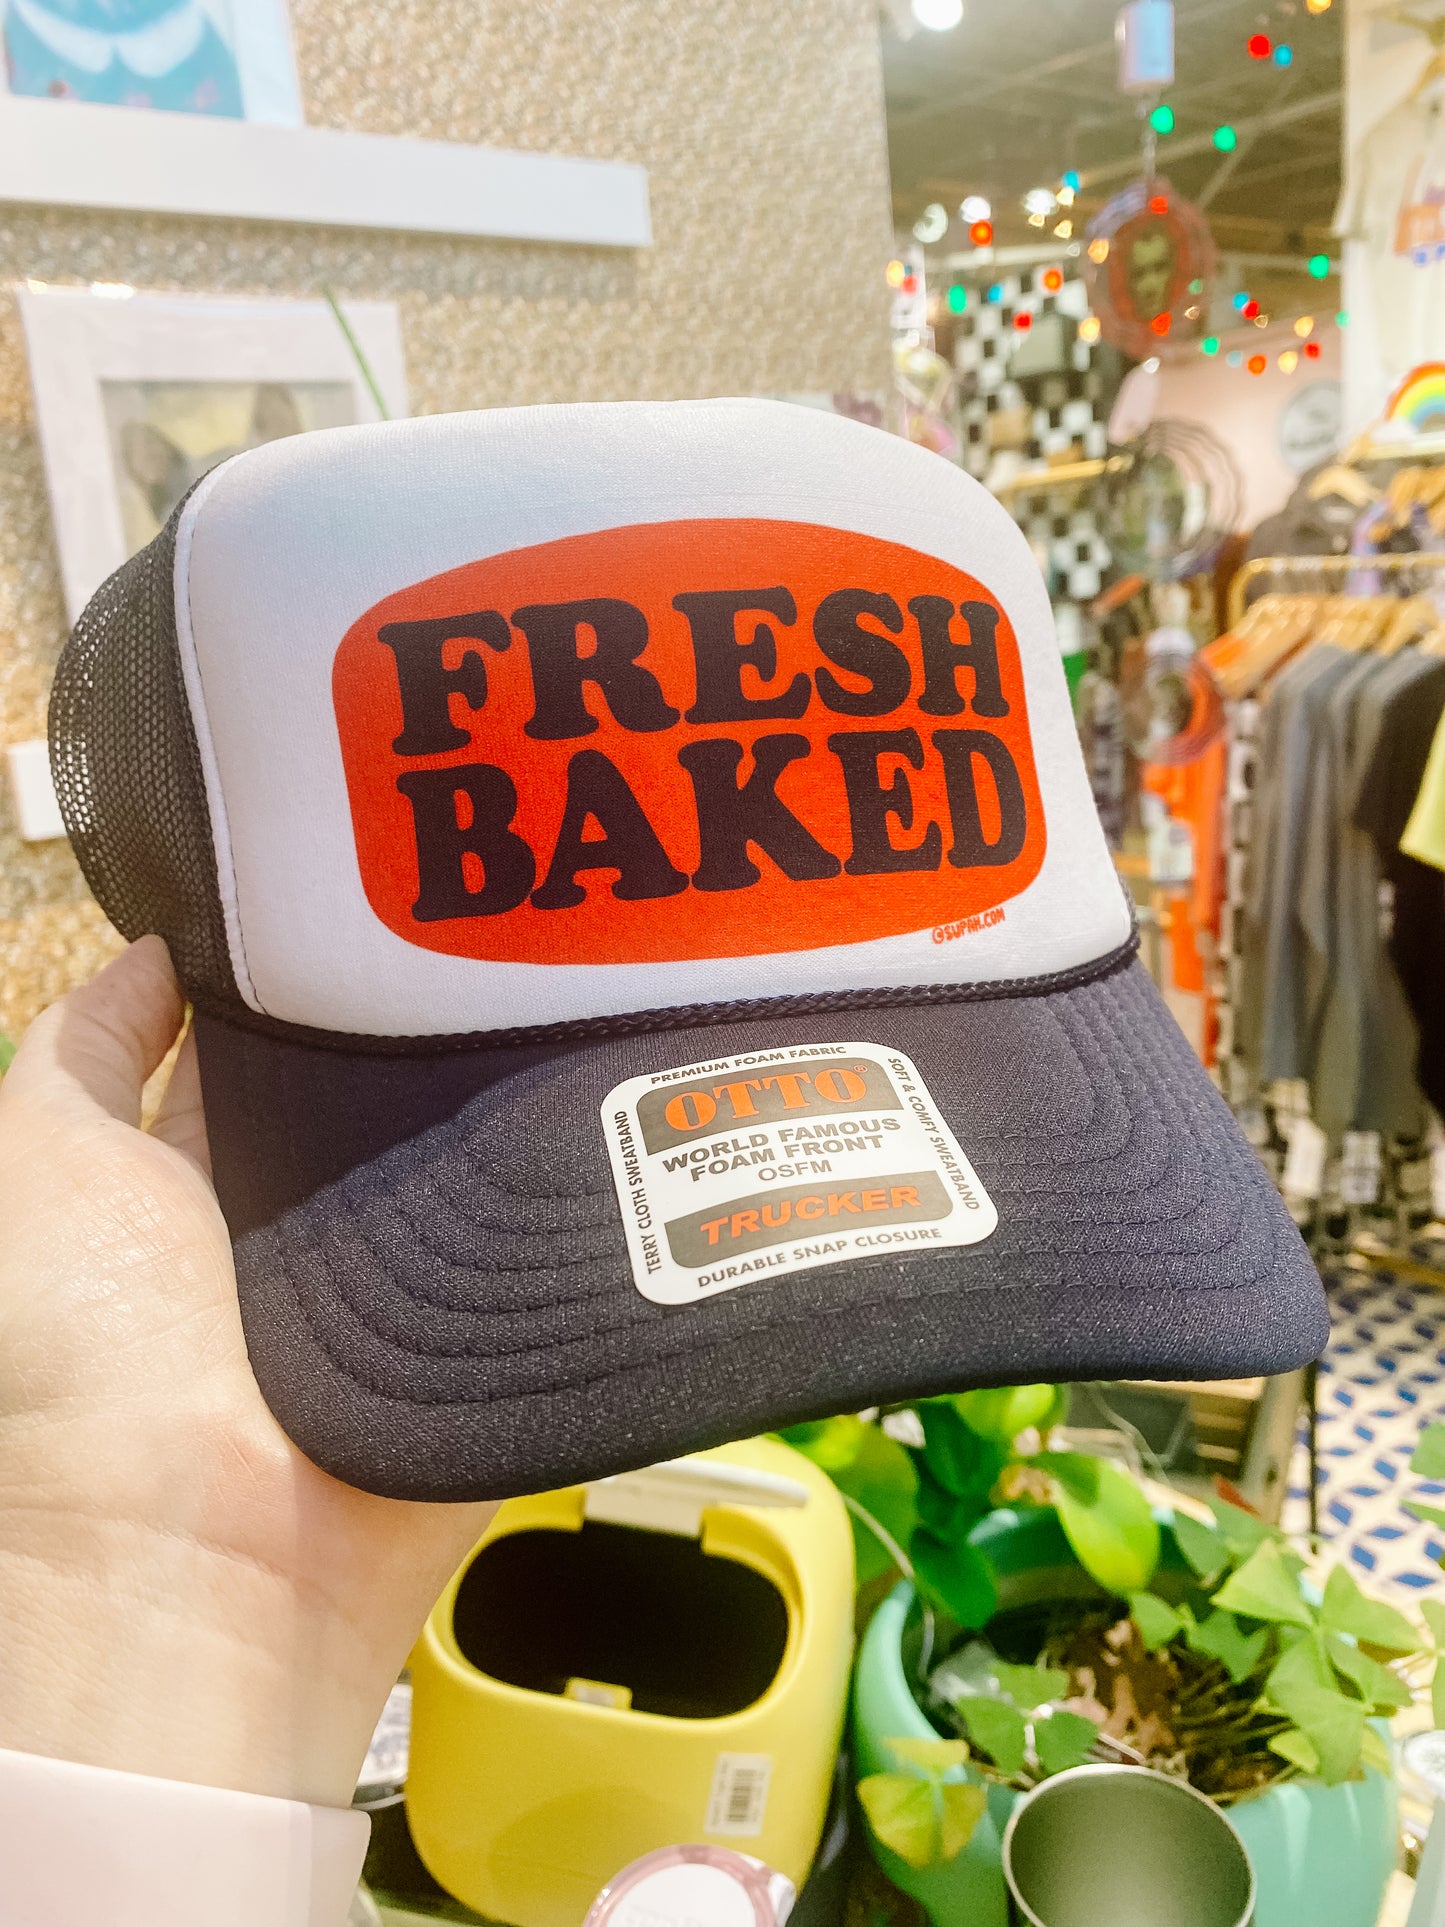 FRESH
BAKED
©SUPAH.COM
PREMIUM FOAM FABRIC
OTTO®
WORLD FAMOUS
FOAM FRONT
OSFM
TRUCKER
DURABLE SNAP CLOSURE
TERRY CLOTH SWEATBAND
SOFT & COMFY SWEATBAND